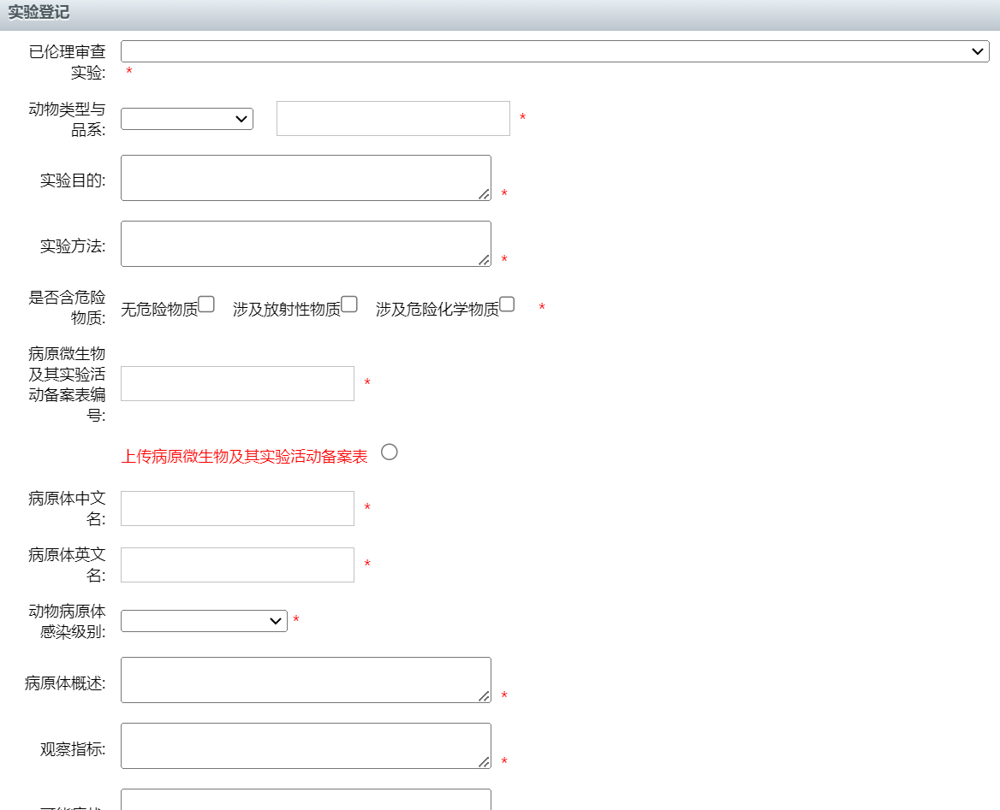 实验登记
已伦理审查
实验: *
动物类型与
品系: *
实验目的: *
实验方法: *
是否含危险
物质:
无危险物质 涉及放射性物质 涉及危险化学物质 *
病原微生物
及其实验活
动备案表编
号: *
上传病原微生物及其实验活动备案表
病原体中文
名: *
病原体英文
名: *
动物病原体
感染级别: *
病原体概述: *
观察指标: *